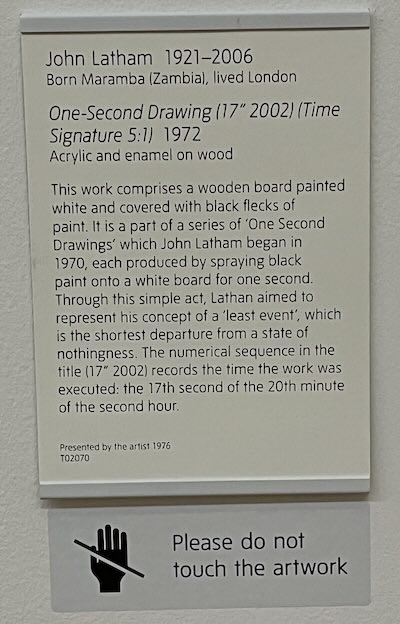 John Latham 1921–2006
Born Maramba (Zambia), lived London
One-Second Drawing (17″ 2002) (Time
Signature 5:1) 1972
Acrylic and enamel on wood
This work comprises a wooden board painted
white and covered with black flecks of
paint. It is a part of a series of ‘One Second
Drawings’ which John Latham began in
1970, each produced by spraying black
paint onto a white board for one second.
Through this simple act, Lathan aimed to
represent his concept of a ‘least event’, which
is the shortest departure from a state of
nothingness. The numerical sequence in the
title (17″ 2002) records the time the work was
executed: the 17th second of the 20th minute
of the second hour.
Presented by the artist 1976
T02070
Please do not
touch the artwork